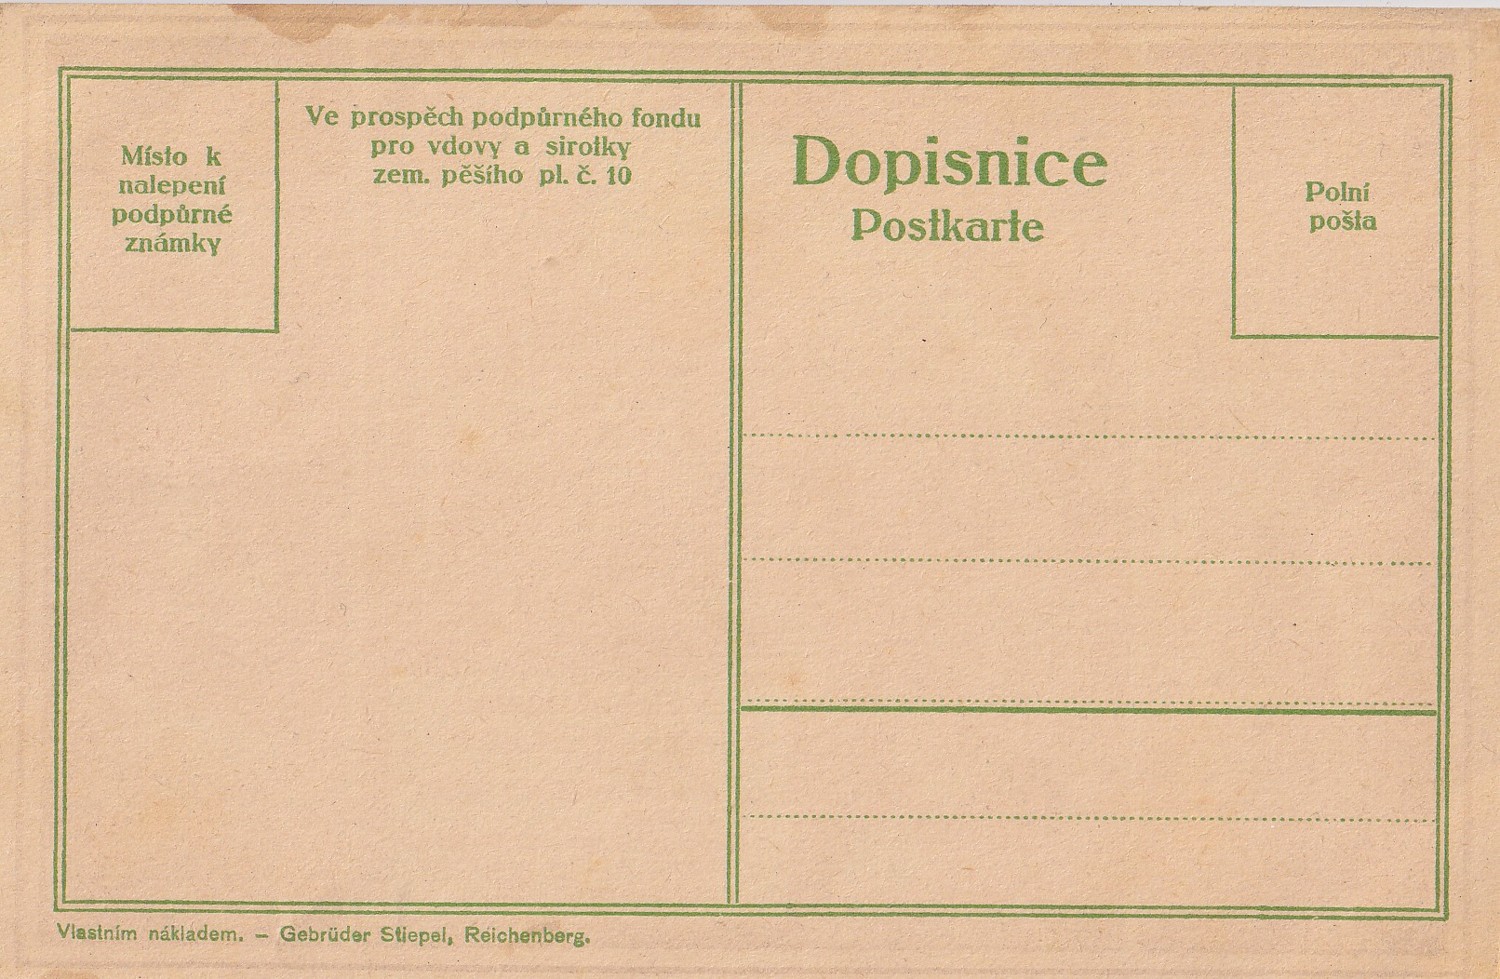 Místo k
nalepení
podpůrné
známky
Ve prospěch podpůrného fondu
pro vdovy a sirotky
zem. pěšího pl. č. 10
Dopisnice
Postkarte
Polní
pošta
Vlastním nákladem. – Gebrüder Stiepel, Reichenberg.